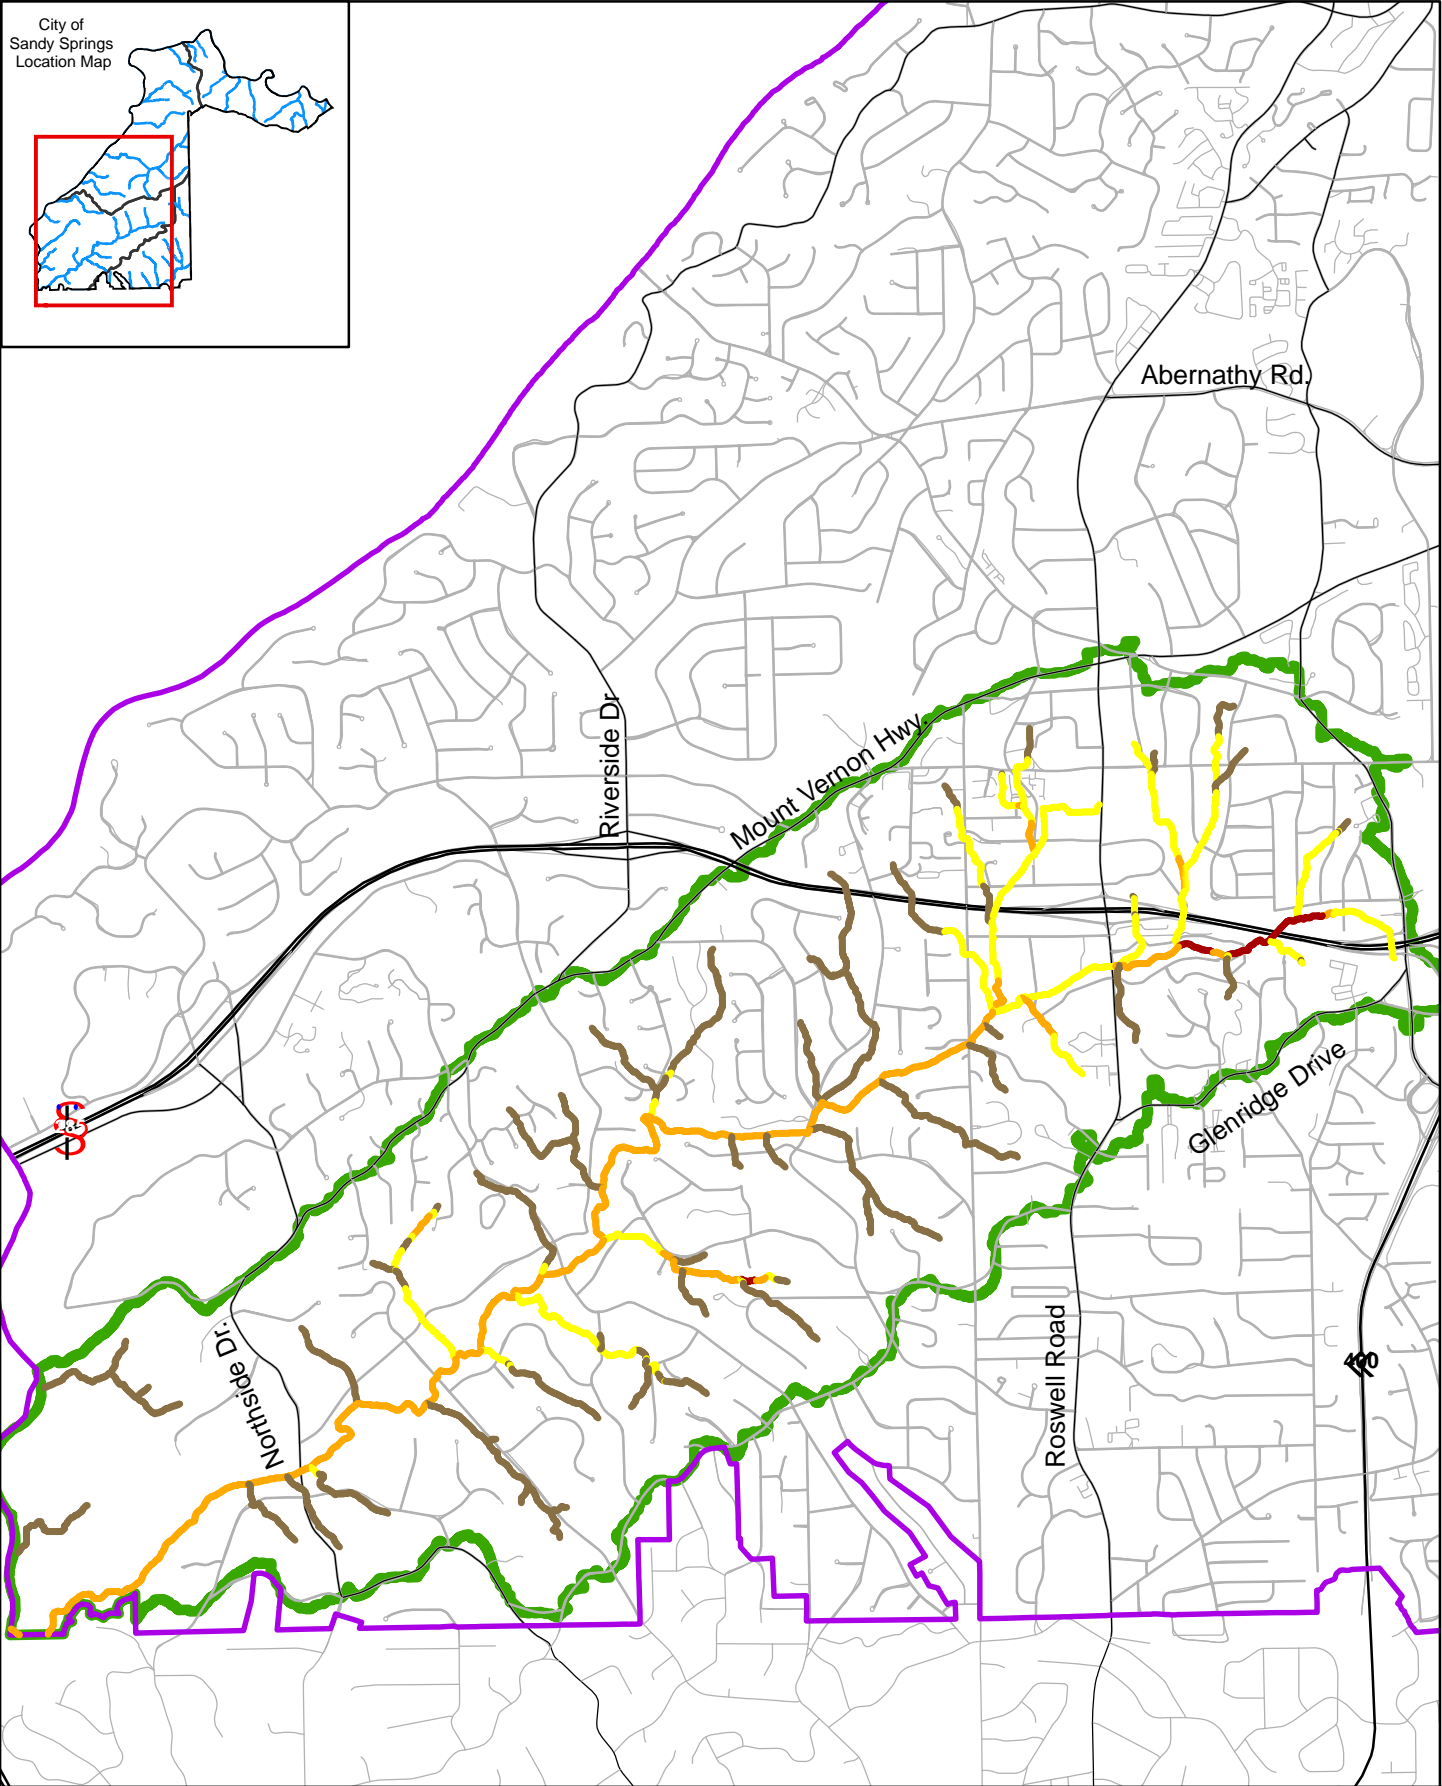 City of
Sandy Springs
Location Map
Abernathy Rd.
Riverside Dr
Mount Vernon Hwy.
285
Glenridge Drive
Northside Dr.
Roswell Road
400